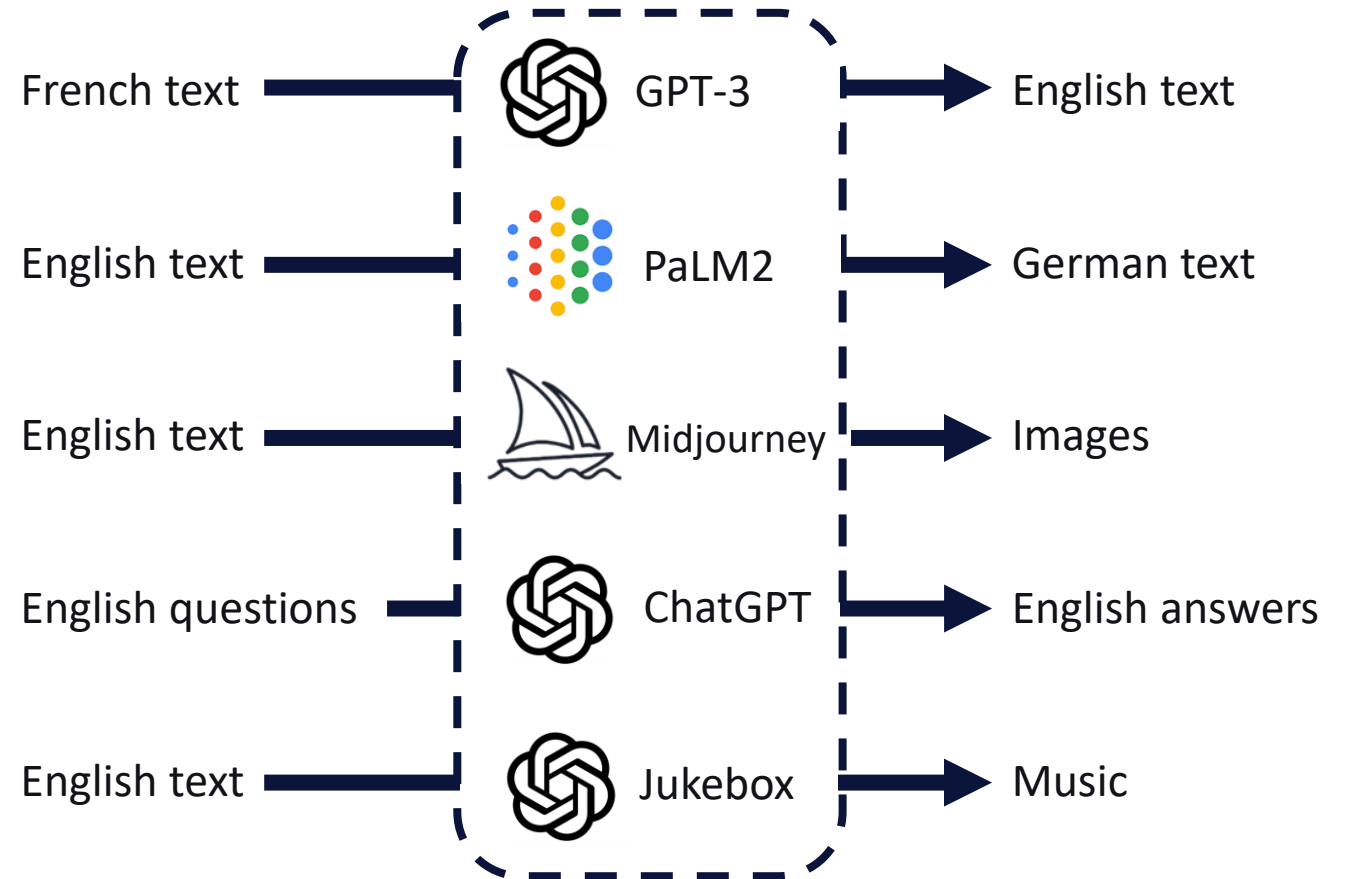 French text GPT-3 English text
English text PaLM2 German text
English text Midjourney Images
English questions ChatGPT English answers
English text Jukebox Music